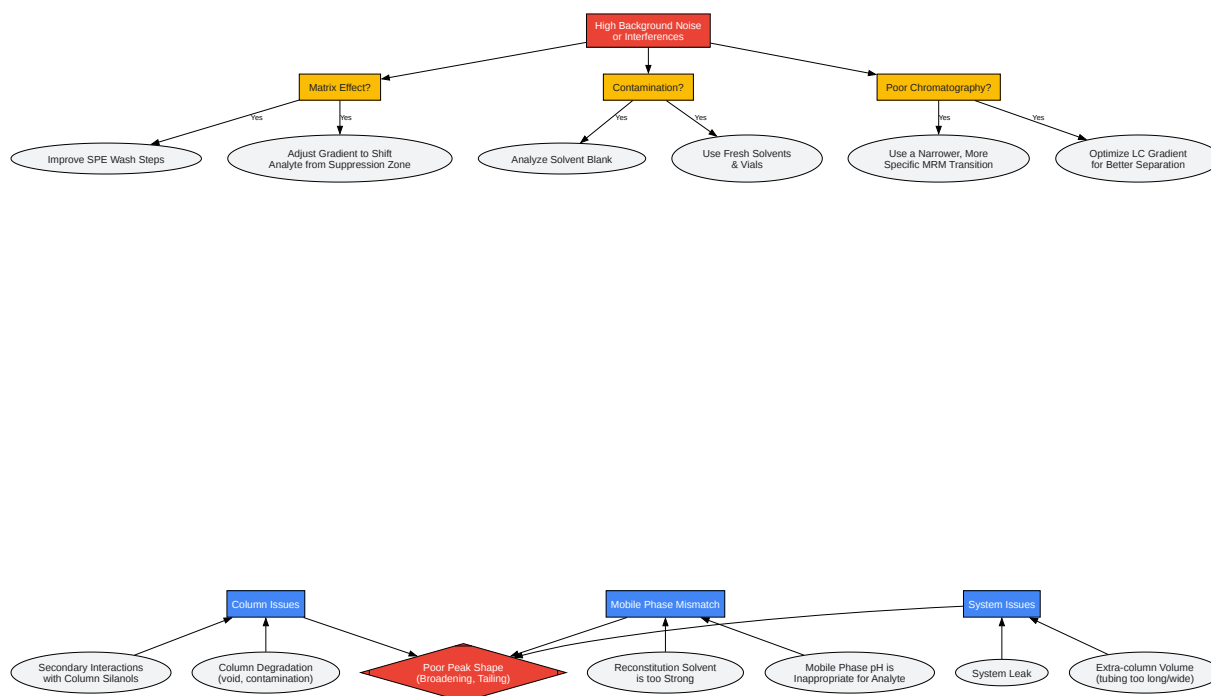 High Background Noise
or Interferences
Matrix Effect?
Contamination?
Poor Chromatography?
Yes
Yes
Yes
Yes
Yes
Yes
Improve SPE Wash Steps
Adjust Gradient to Shift
Analyte from Suppression Zone
Analyze Solvent Blank
Use Fresh Solvents
& Vials
Use a Narrower, More
Specific MRM Transition
Optimize LC Gradient
for Better Separation
Column Issues
Mobile Phase Mismatch
System Issues
Secondary Interactions
with Column Silanols
Column Degradation
(void, contamination)
Poor Peak Shape
(Broadening, Tailing)
Reconstitution Solvent
is too Strong
Mobile Phase pH is
Inappropriate for Analyte
System Leak
Extra-column Volume
(tubing too long/wide)